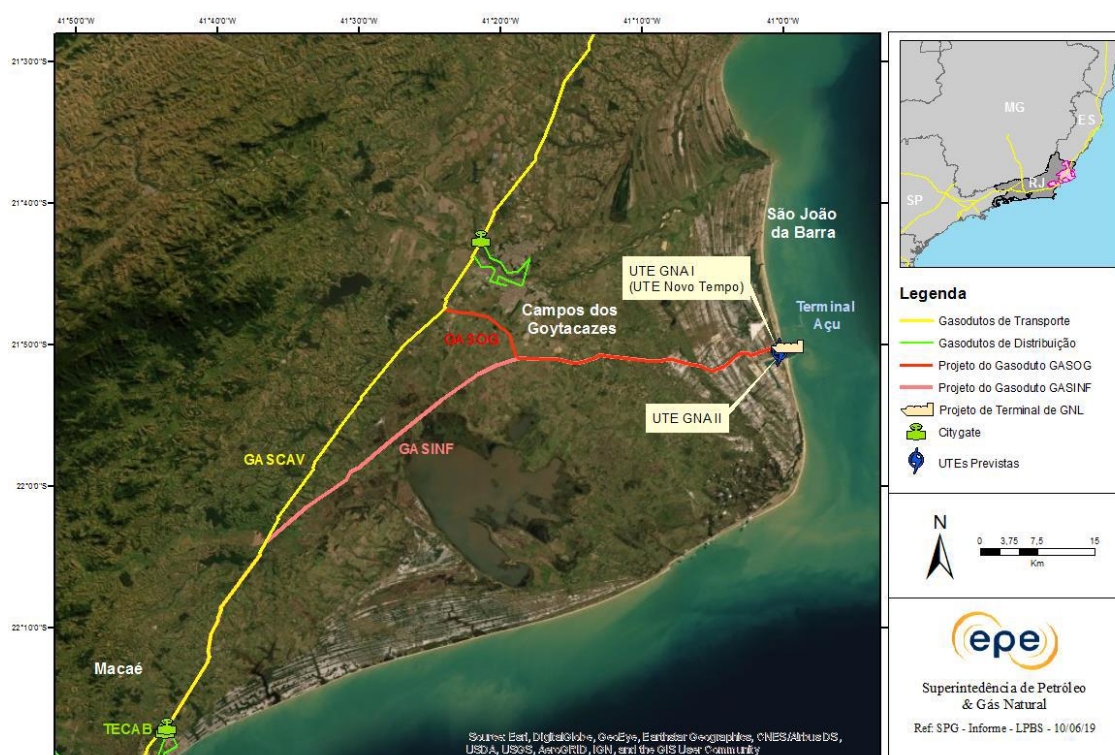 41°50'0"W
41°40'0"W
41°30'0"W
41°20'0"W
41°10'0"W
41°0'0"W
21°30'0"S
21°40'0"S
21°50'0"S
22°0'0"S
22°10'0"S
São João
da Barra
UTE GNA I
(UTE Novo Tempo)
Terminal
Açu
Campos dos
Goytacazes
GASOG
UTE GNA II
GASINF
GASCAV
Macaé
TECAB
Source: Esri, DigitalGlobe, GeoEye, Earthstar Geographics, CNES/Airbus DS,
USDA, USGS, AeroGRID, IGN, and the GIS User Community
MG
ES
RJ
SP
Legenda
Gasodutos de Transporte
Gasodutos de Distribuição
Projeto do Gasoduto GASOG
Projeto do Gasoduto GASINF
Projeto de Terminal de GNL
Citygate
UTEs Previstas
N
0 3,75 7,5 15
Km
epe
Superintedência de Petróleo
& Gás Natural
Ref: SPG - Informe - LPBS - 10/06/19